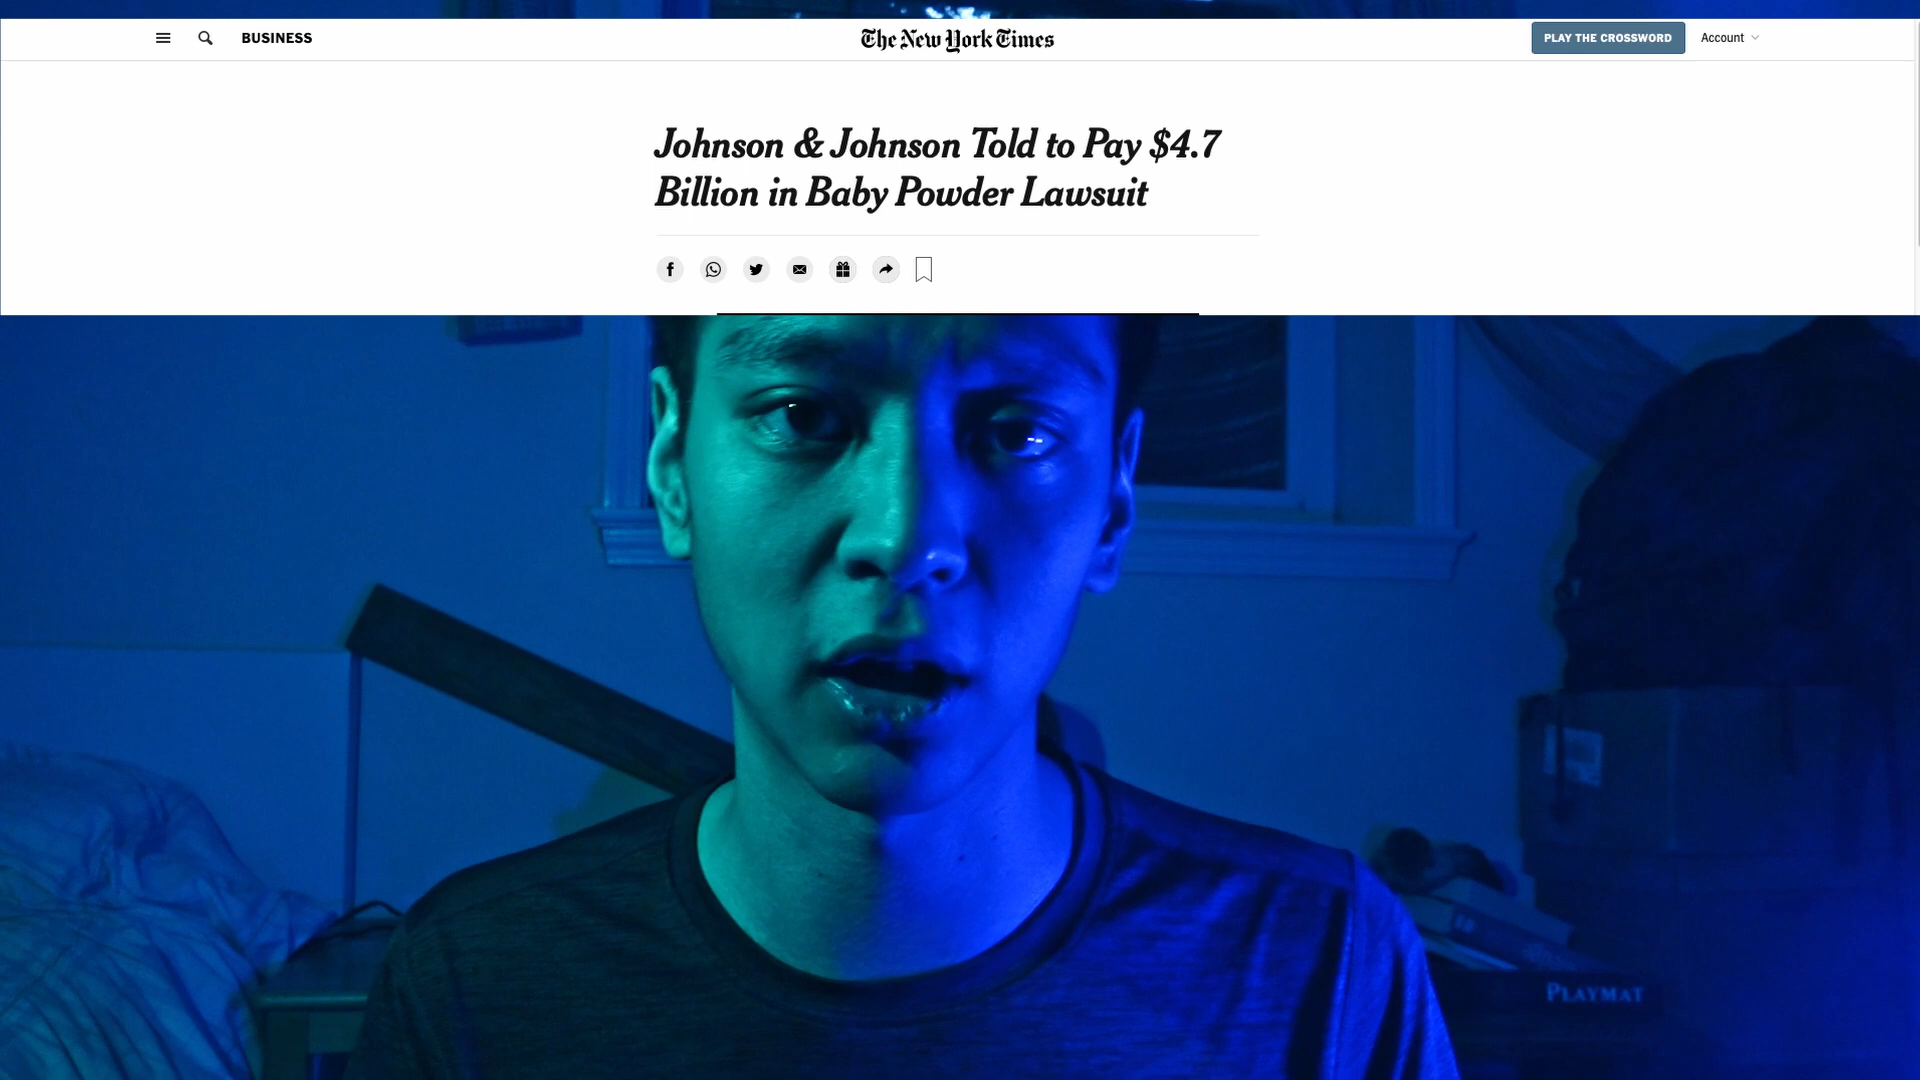 BUSINESS
The New York Times
PLAY THE CROSSWORD
Account
Johnson & Johnson Told to Pay $4.7
Billion in Baby Powder Lawsuit
PLAYMAT